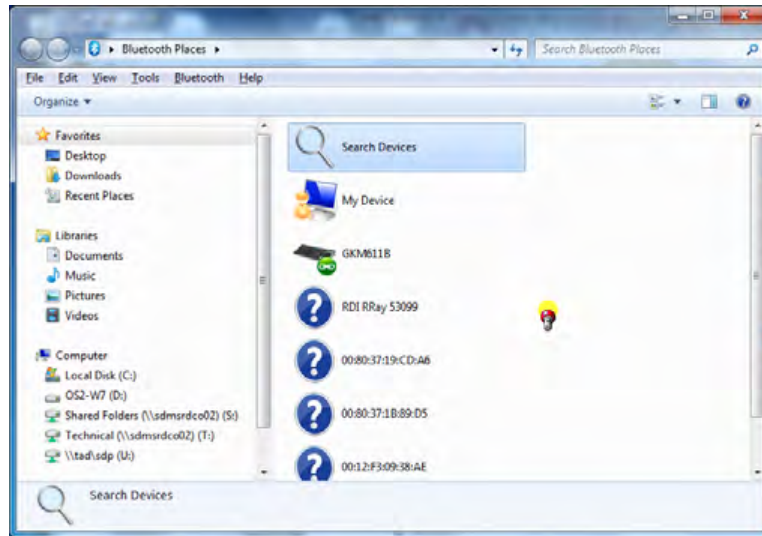 Bluetooth Places
Search Bluetooth Places
File Edit View Tools Bluetooth Help
Organize
Favorites
Desktop
Downloads
Recent Places
Libraries
Documents
Music
Pictures
Videos
Computer
Local Disk (C:)
OS2-W7 (D:)
Shared Folders (\\sdmsrdco02) (S:)
Technical (\\sdmsrdco02) (T:)
\\tad\sdp (U:)
Search Devices
My Device
GKM611B
RDI RRay 53099
00:80:37:19:CD:A6
00:80:37:1B:89:D5
00:12:F3:09:38:AE
Search Devices